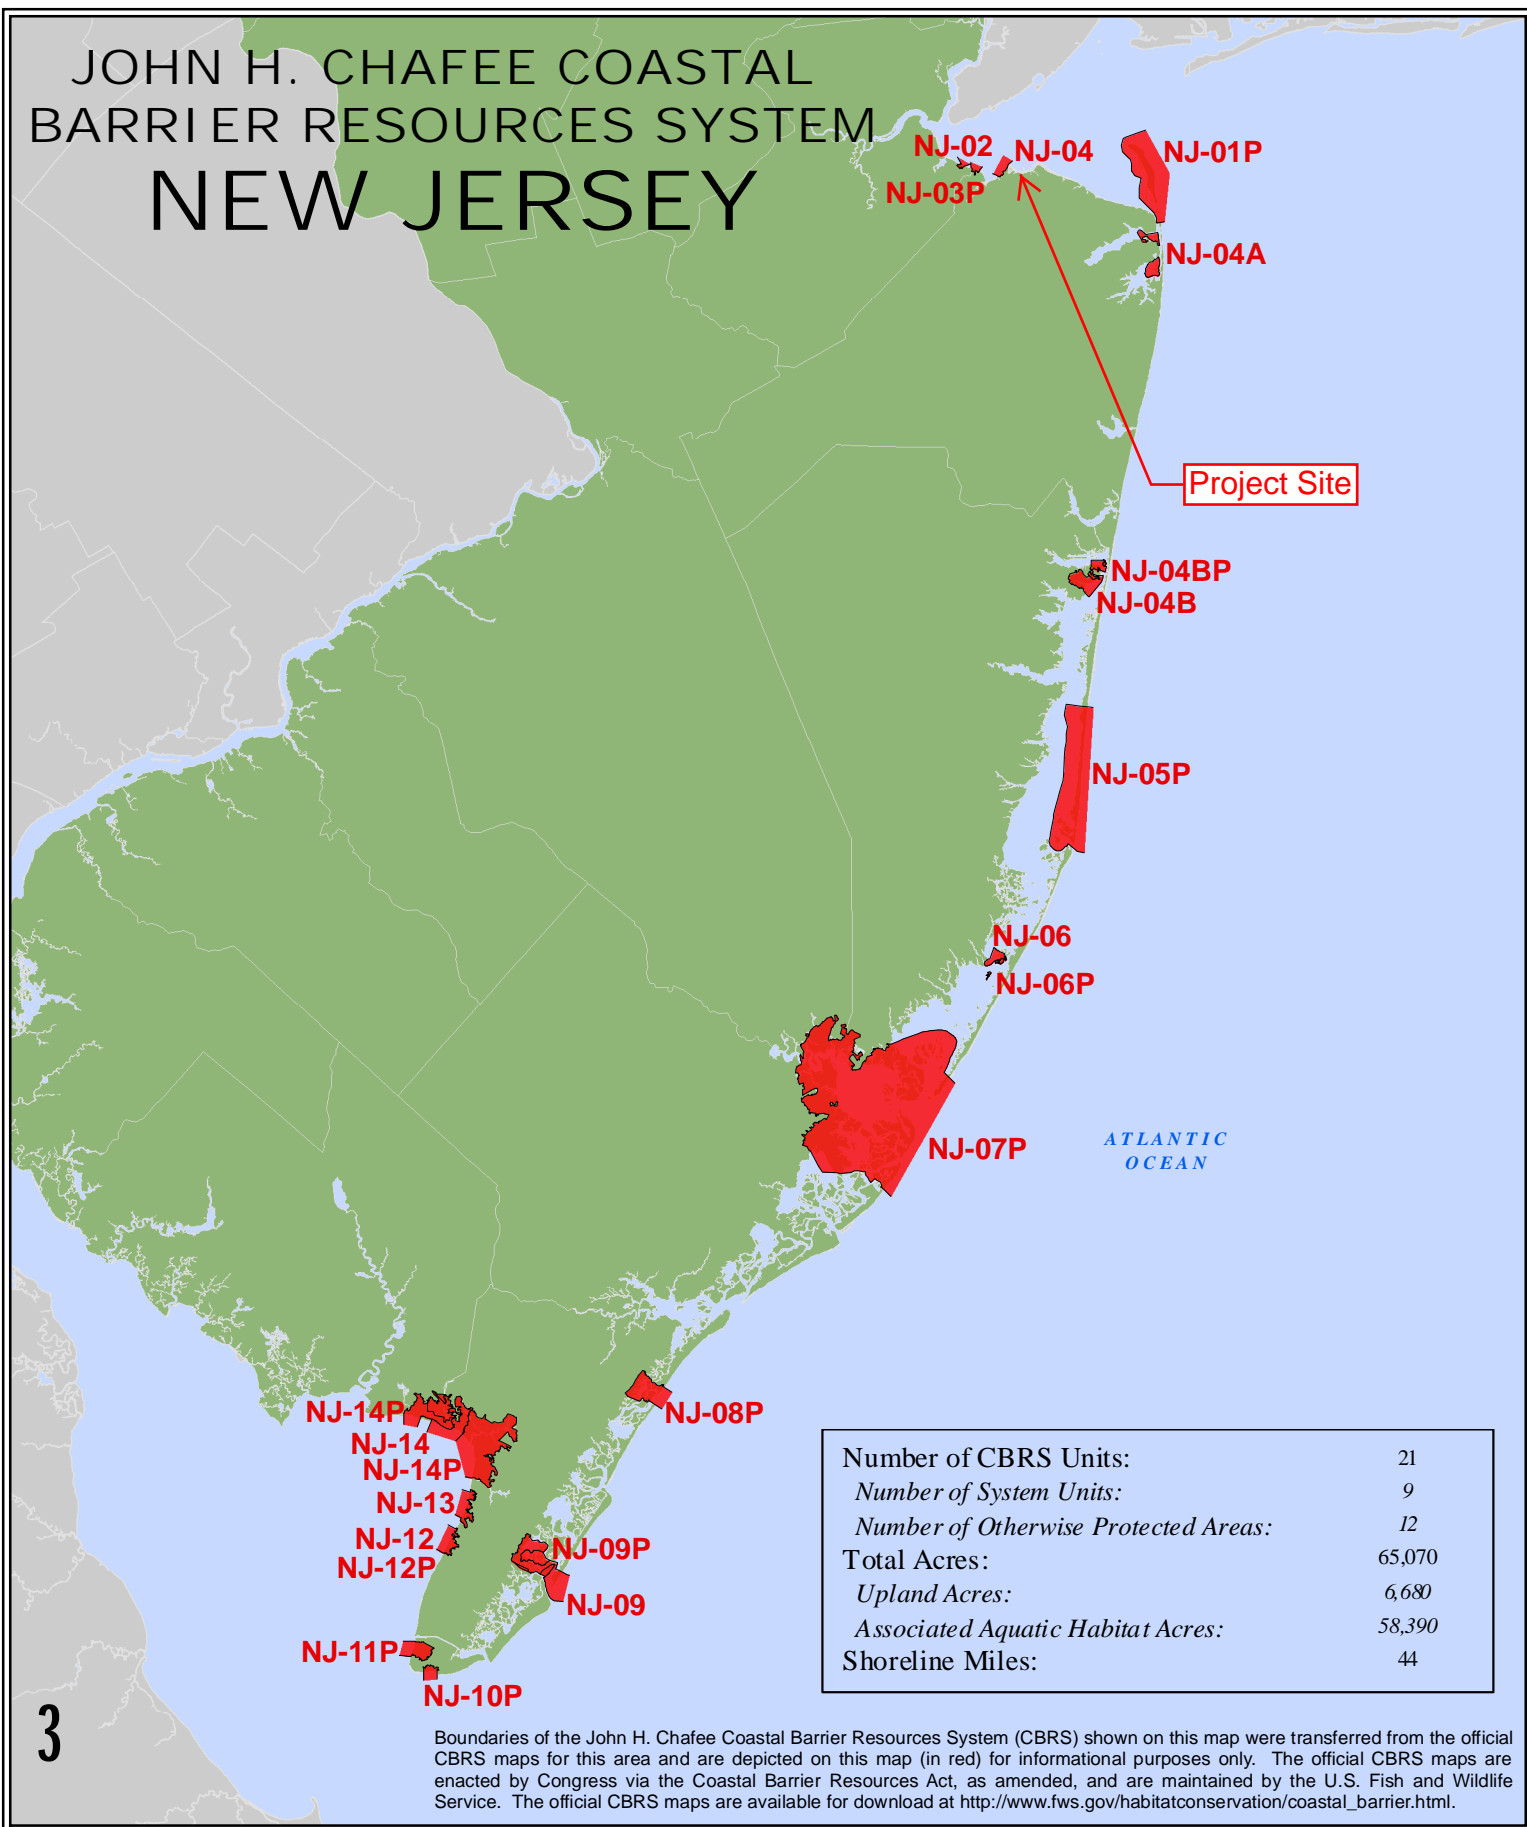 JOHN H. CHAFEE COASTAL
BARRIER RESOURCES SYSTEM
NEW JERSEY
NJ-02
NJ-04
NJ-01P
NJ-03P
NJ-04A
Project Site
NJ-04BP
NJ-04B
NJ-05P
NJ-06
NJ-06P
NJ-07P
ATLANTIC
OCEAN
NJ-08P
NJ-14P
NJ-14
NJ-14P
NJ-13
NJ-12
NJ-12P
NJ-09P
NJ-09
NJ-11P
NJ-10P
Number of CBRS Units: 21
Number of System Units: 9
Number of Otherwise Protected Areas: 12
Total Acres: 65,070
Upland Acres: 6,680
Associated Aquatic Habitat Acres: 58,390
Shoreline Miles: 44
3
Boundaries of the John H. Chafee Coastal Barrier Resources System (CBRS) shown on this map were transferred from the official
CBRS maps for this area and are depicted on this map (in red) for informational purposes only. The official CBRS maps are
enacted by Congress via the Coastal Barrier Resources Act, as amended, and are maintained by the U.S. Fish and Wildlife
Service. The official CBRS maps are available for download at http://www.fws.gov/habitatconservation/coastal_barrier.html.